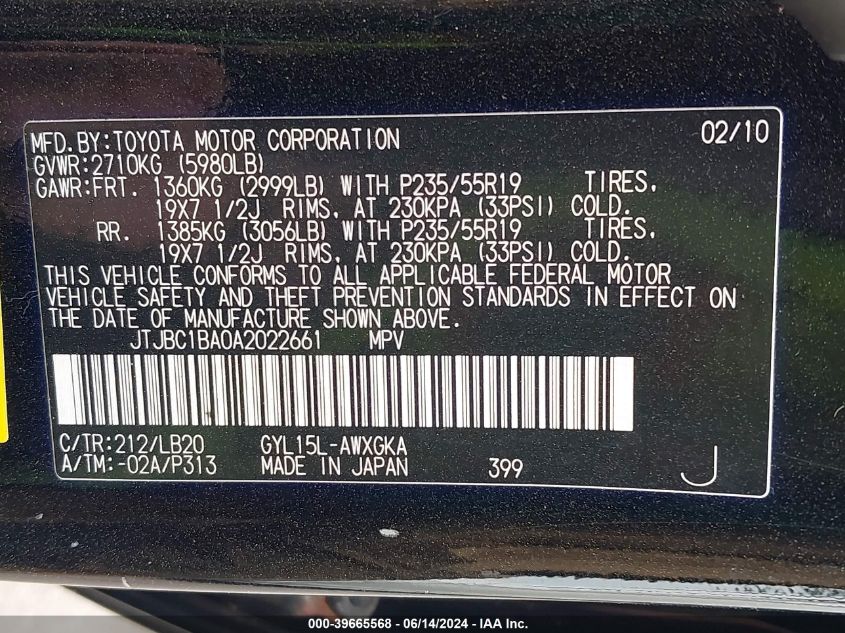 MFD.BY:TOYOTA MOTOR CORPORATION 02/10
GVWR:2710KG (5980LB)
GAWR:FRT. 1360KG (2999LB) WITH P235/55R19 TIRES,
19X7 1/2J RIMS, AT 230KPA (33PSI) COLD.
RR. 1385KG (3056LB) WITH P235/55R19 TIRES,
19X7 1/2J RIMS, AT 230KPA (33PSI) COLD.
THIS VEHICLE CONFORMS TO ALL APPLICABLE FEDERAL MOTOR
VEHICLE SAFETY AND THEFT PREVENTION STANDARDS IN EFFECT ON
THE DATE OF MANUFACTURE SHOWN ABOVE.
JTJBC1BA0A2022661 MPV
C/TR:212/LB20 GYL15L-AWXGKA
A/TM:-02A/P313 MADE IN JAPAN 399 J
000-39665568 - 06/14/2024 - IAA Inc.